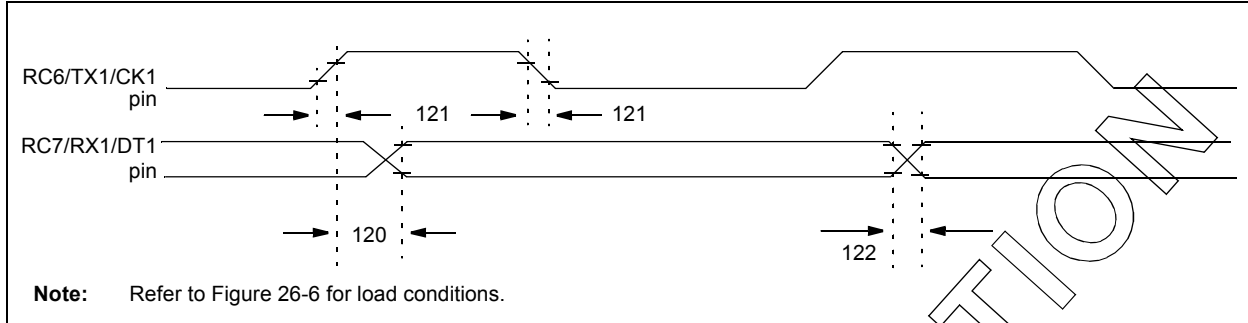 RC6/TX1/CK1
pin
121
121
RC7/RX1/DT1
pin
120
122
Note: Refer to Figure 26-6 for load conditions.
TION